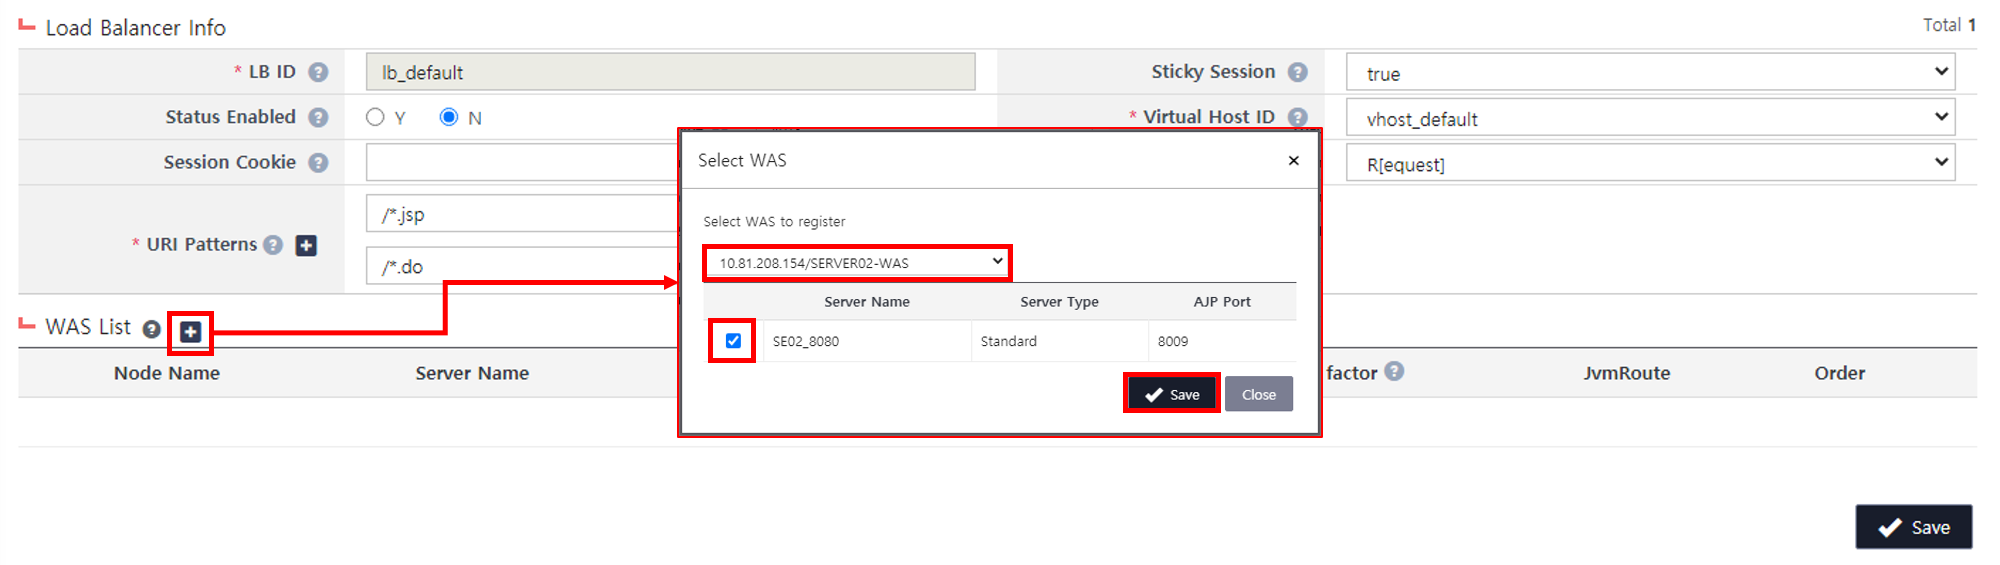 Load Balancer Info
Total 1
* LB ID ? lb_default Sticky Session ? true
Status Enabled ? Y N * Virtual Host ID ? vhost_default
Session Cookie ? R[equest]
* URI Patterns ? + /*.jsp
/*.do
Select WAS ×
Select WAS to register
10.81.208.154/SERVER02-WAS
Server Name Server Type AJP Port
SE02_8080 Standard 8009
Save Close
WAS List ? +
Node Name Server Name factor ? JvmRoute Order
Save